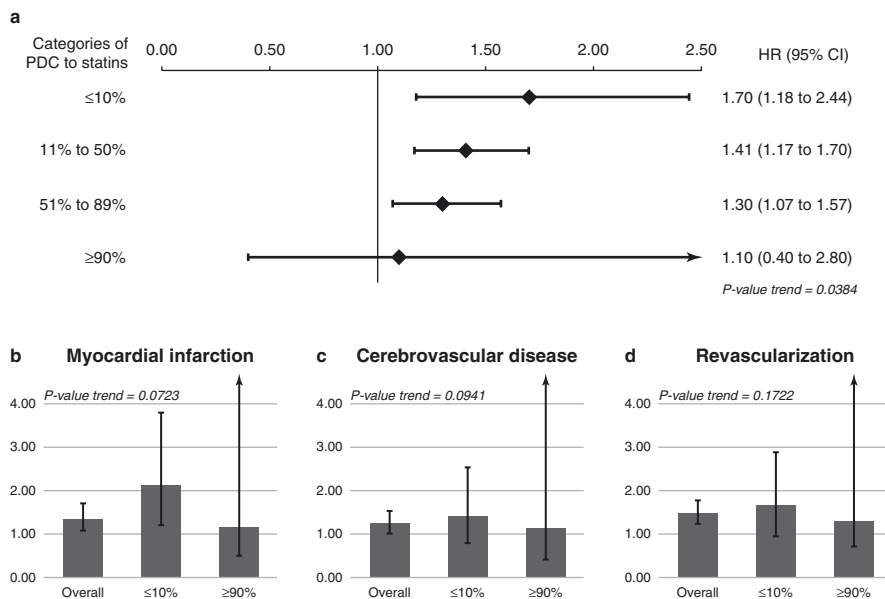 a
Categories of
PDC to statins
0.00 0.50 1.00 1.50 2.00 2.50
HR (95% CI)
≤10% 1.70 (1.18 to 2.44)
11% to 50% 1.41 (1.17 to 1.70)
51% to 89% 1.30 (1.07 to 1.57)
≥90% 1.10 (0.40 to 2.80)
P-value trend = 0.0384
b Myocardial infarction
P-value trend = 0.0723
4.00
3.00
2.00
1.00
0.00
Overall ≤10% ≥90%
c Cerebrovascular disease
P-value trend = 0.0941
4.00
3.00
2.00
1.00
0.00
Overall ≤10% ≥90%
d Revascularization
P-value trend = 0.1722
4.00
3.00
2.00
1.00
0.00
Overall ≤10% ≥90%